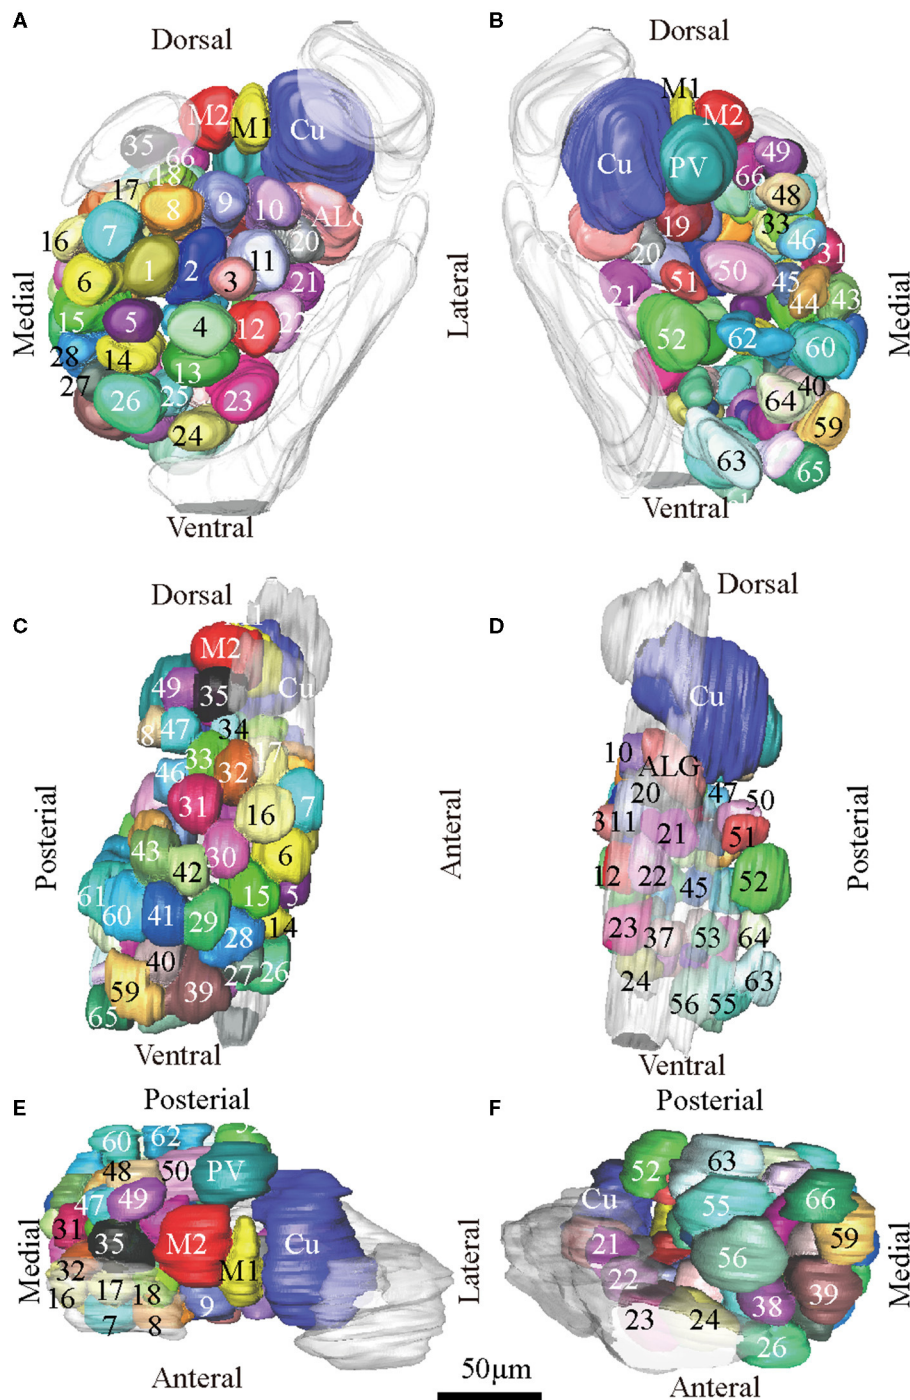 A
Dorsal
M2
M1
Cu
35
66
18
17
8
9
10
ALG
20
16
7
1
2
3
11
6
21
15
5
4
12
22
28
14
13
27
26
25
23
24
Medial
Lateral
Ventral
B
Dorsal
M1
M2
Cu
PV
49
66
48
19
33
46
31
ALG
20
50
45
21
51
44
43
52
62
60
40
64
59
63
65
Medial
Ventral
C
Dorsal
M2
Cu
49
35
8
47
34
33
32
17
46
31
16
7
43
30
6
42
61
60
41
29
15
5
28
14
40
27
26
59
39
65
Posterial
Anteral
Ventral
D
Dorsal
Cu
10
ALG
20
47
50
3
11
21
51
12
22
45
52
23
37
53
64
24
63
56
55
Posterial
Ventral
E
Posterial
60
62
52
48
50
PV
47
49
31
35
M2
M1
Cu
32
16
17
18
9
7
8
Medial
Lateral
Anteral
50µm
F
Posterial
52
63
Cu
55
66
21
59
56
22
39
38
23
24
26
Medial
Anteral